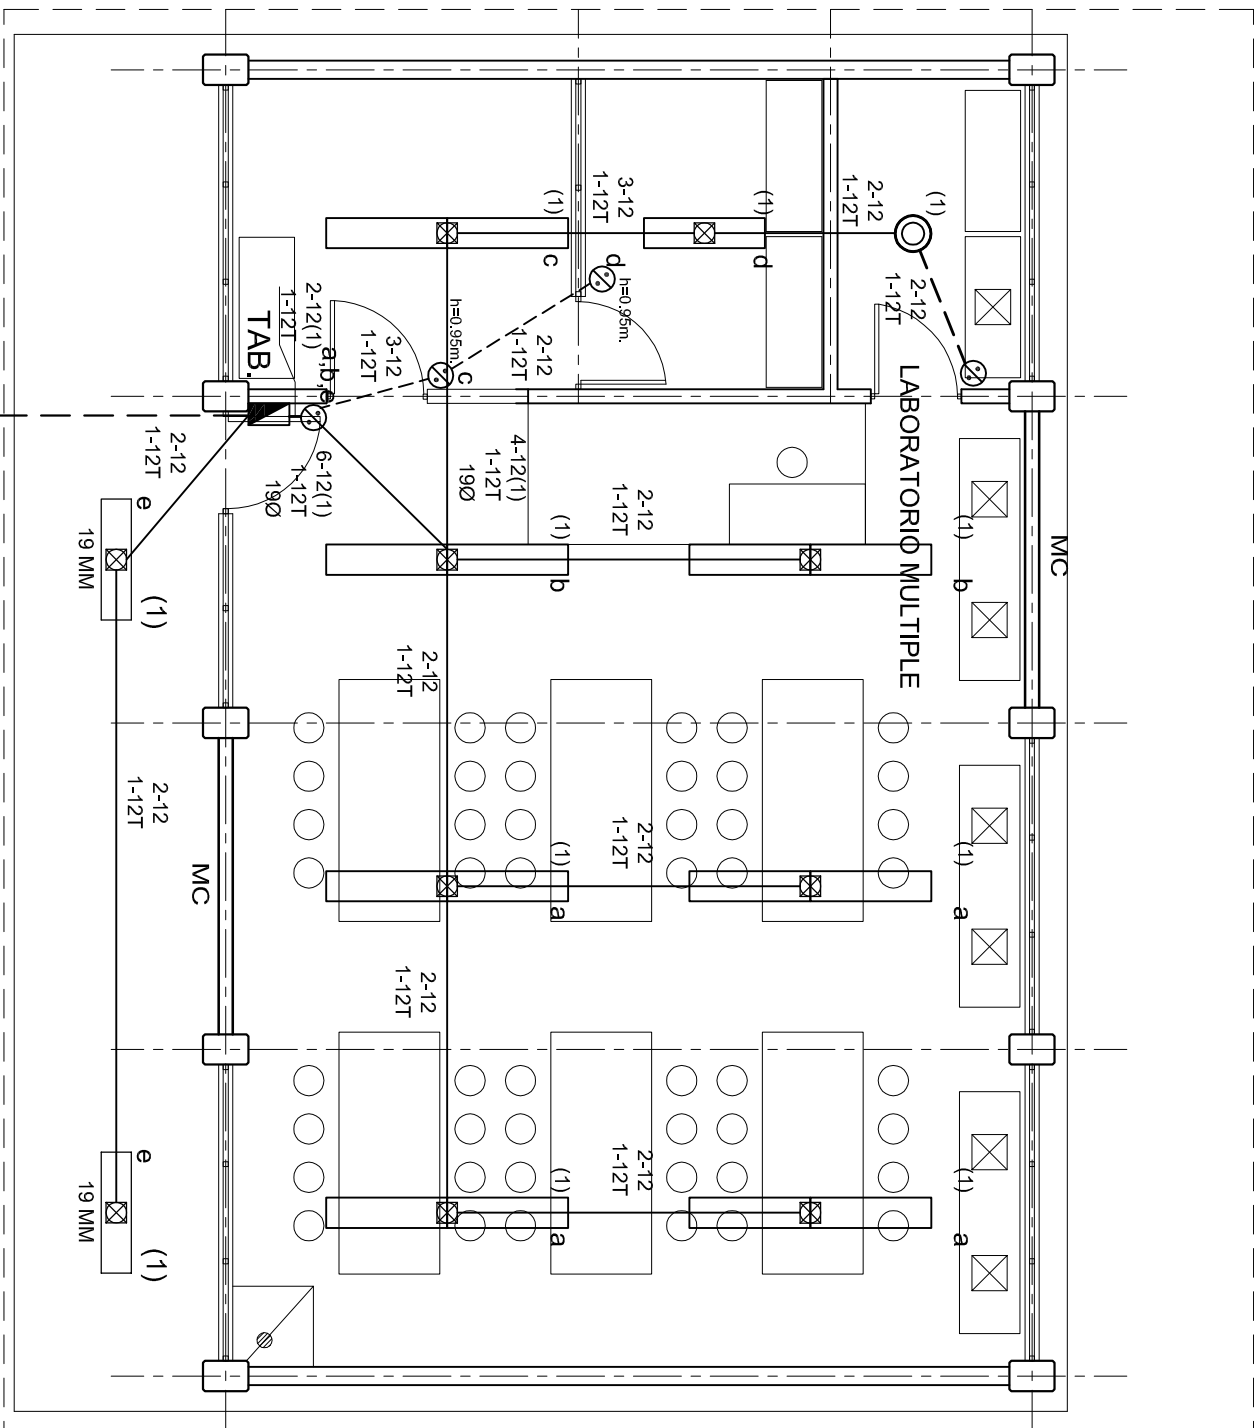 MC
(1)
(1)
(1)
b
a
a
LABORATORIO MULTIPLE
(1)
2-12
1-12T
2-12
1-12T
(1)
d
3-12
1-12T
d
h=0.95m.
2-12
1-12T
(1)
c
h=0.95m.
c
3-12
1-12T
2-12(1)
1-12T
a,b,e
TAB.
6-12(1)
1-12T
19Ø
4-12(1)
1-12T
19Ø
2-12
1-12T
(1)
b
2-12
1-12T
2-12
1-12T
(1)
a
2-12
1-12T
2-12
1-12T
(1)
a
MC
2-12
1-12T
e
(1)
19 MM
2-12
1-12T
e
(1)
19 MM